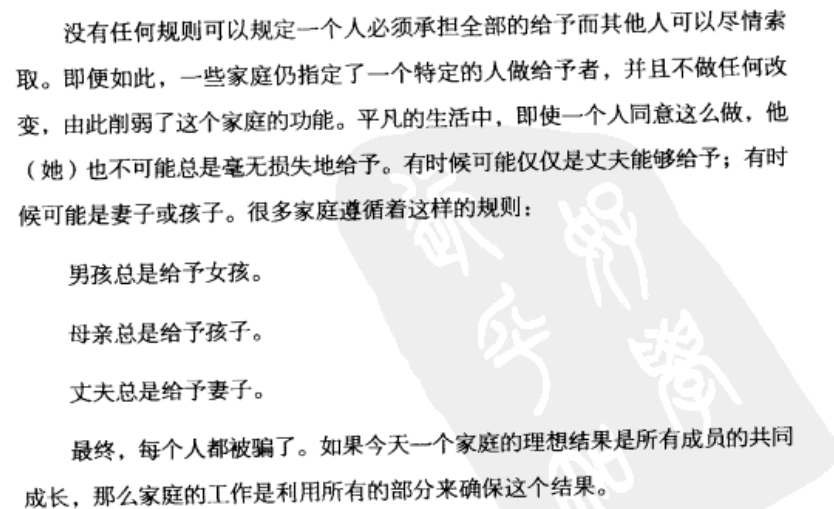 没有任何规则可以规定一个人必须承担全部的给予而其他人可以尽情索
取。即便如此，一些家庭仍指定了一个特定的人做给予者，并且不做任何改
变，由此削弱了这个家庭的功能。平凡的生活中，即使一个人同意这么做，他
（她）也不可能总是毫无损失地给予。有时候可能仅仅是丈夫能够给予；有时
候可能是妻子或孩子。很多家庭遵循着这样的规则：
男孩总是给予女孩。
母亲总是给予孩子。
丈夫总是给予妻子。
最终，每个人都被骗了。如果今天一个家庭的理想结果是所有成员的共同
成长，那么家庭的工作是利用所有的部分来确保这个结果。